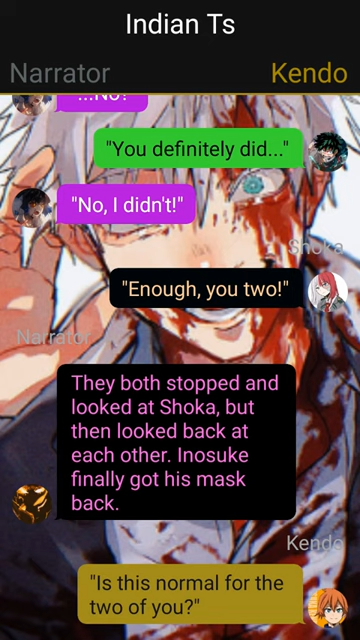 Indian Ts
Narrator
Kendo
"...No?"
"You definitely did..."
"No, I didn't!"
Shoka
"Enough, you two!"
Narrator
They both stopped and
looked at Shoka, but
then looked back at
each other. Inosuke
finally got his mask
back.
Kendo
"Is this normal for the
two of you?"